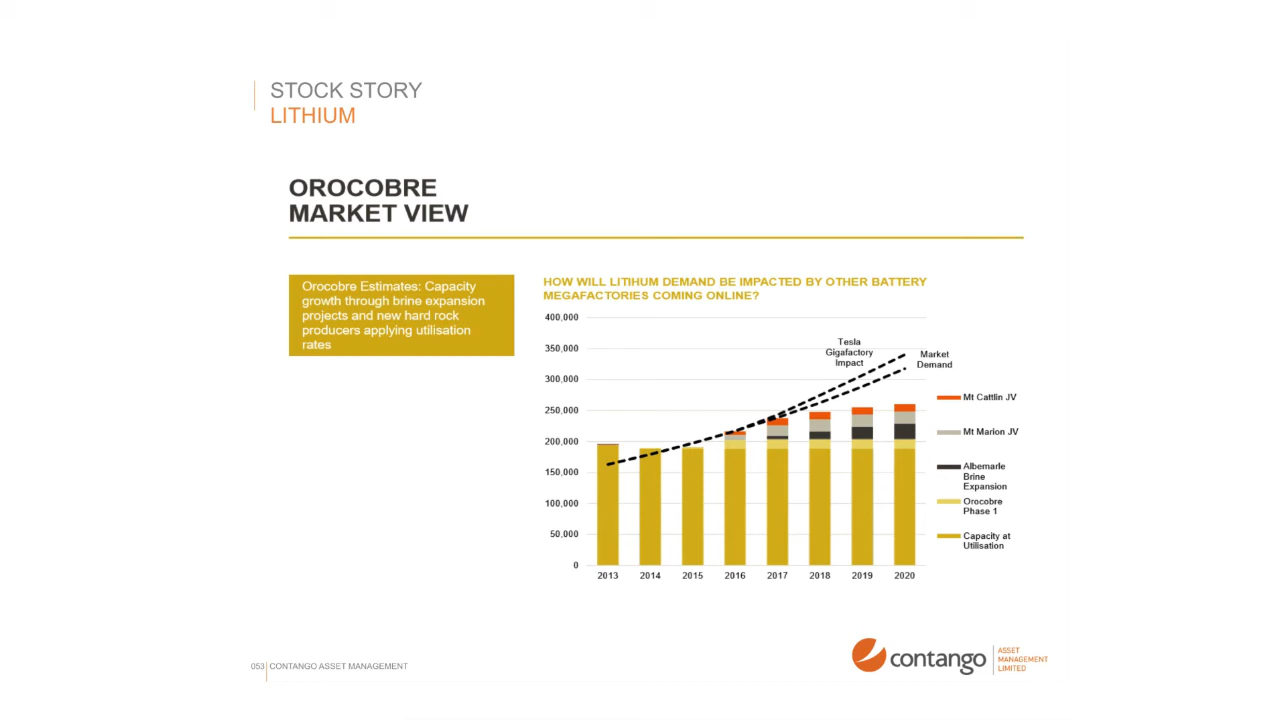 STOCK STORY
LITHIUM
OROCOBRE
MARKET VIEW
Orocobre Estimates: Capacity
growth through brine expansion
projects and new hard rock
producers applying utilisation
rates
HOW WILL LITIHUM DEMAND BE IMPACTED BY OTHER BATTERY
MEGAFACTORIES COMING ONLINE?
400,000
350,000
300,000
250,000
200,000
150,000
100,000
50,000
0
2013 2014 2015 2016 2017 2018 2019 2020
Tesla
Gigafactory
Impact
Market
Demand
Mt Cattlin JV
Mt Marion JV
Albemarle
Brine
Expansion
Orocobre
Phase 1
Capacity at
Utilisation
053 CONTANGO ASSET MANAGEMENT
contango
ASSET
MANAGEMENT
LIMITED